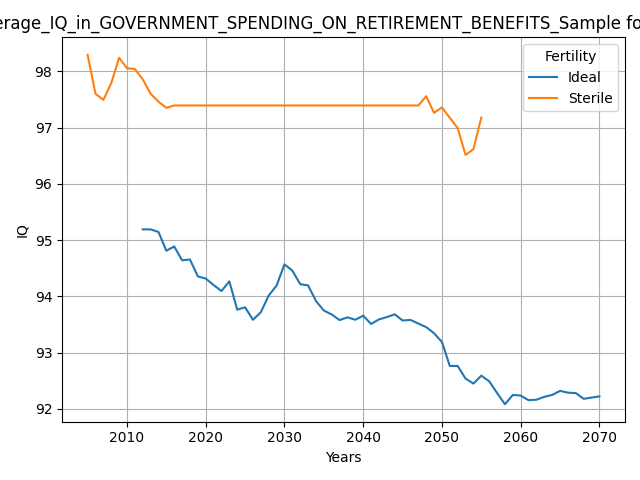 erage_IQ_in_GOVERNMENT_SPENDING_ON_RETIREMENT_BENEFITS_Sample fo
Fertility
Ideal
Sterile
98
97
96
95
94
93
92
IQ
2010 2020 2030 2040 2050 2060 2070
Years